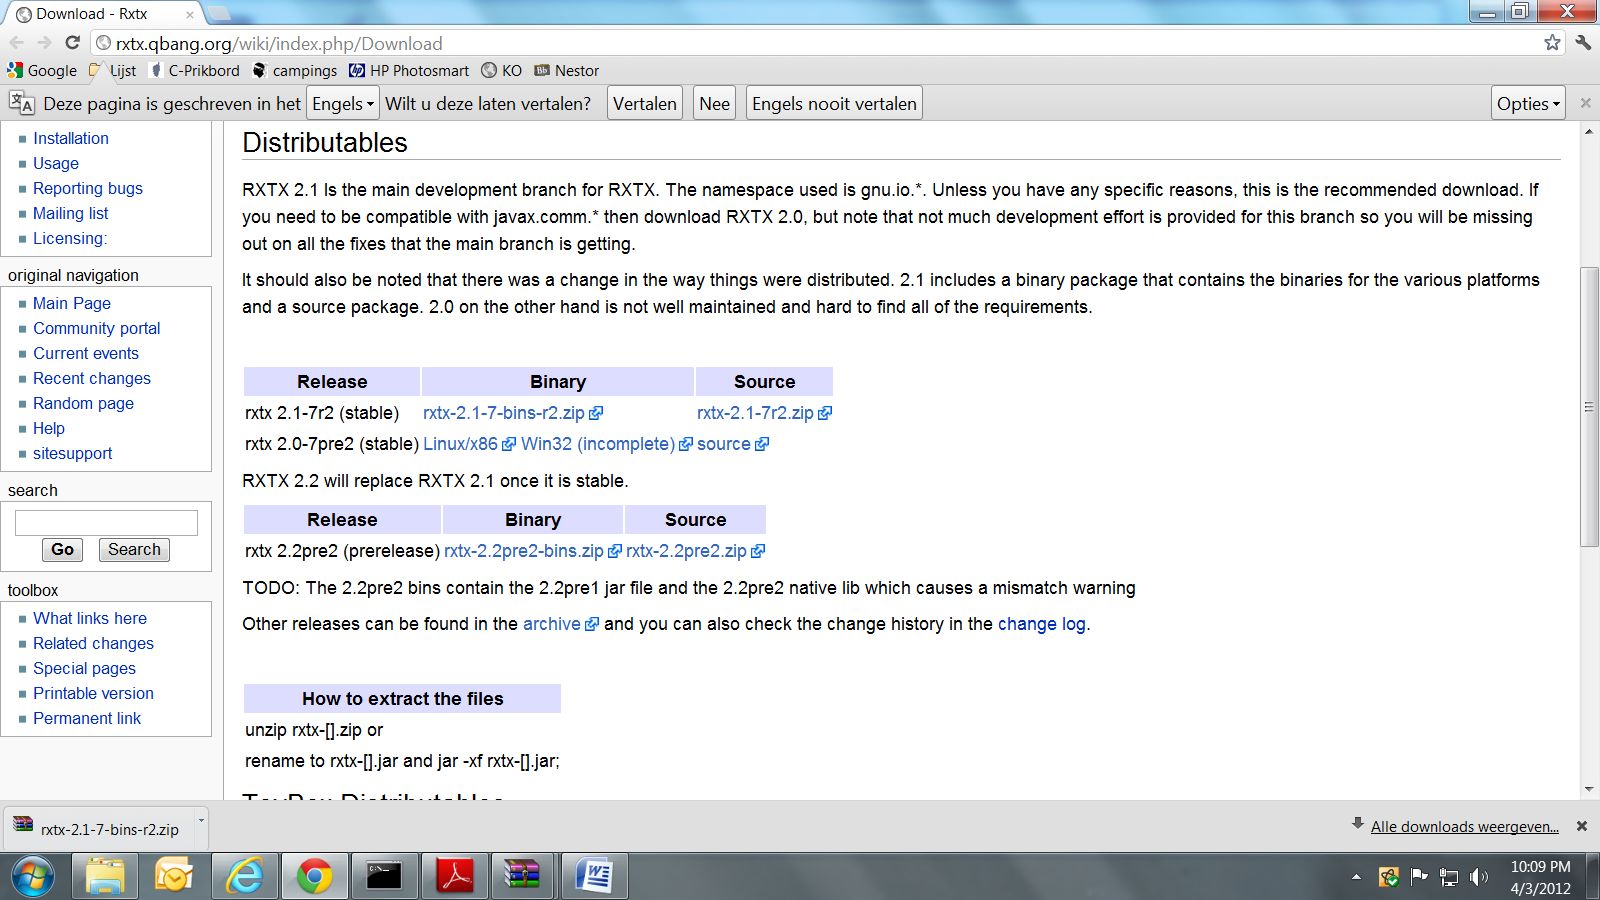 Download - Rxtx
rxtx.qbang.org/wiki/index.php/Download
Google Lijst C-Prikbord campings HP Photosmart KO Bb Nestor
Deze pagina is geschreven in het Engels Wilt u deze laten vertalen? Vertalen Nee Engels nooit vertalen Opties
Installation
Usage
Reporting bugs
Mailing list
Licensing:
original navigation
Main Page
Community portal
Current events
Recent changes
Random page
Help
sitesupport
search
Go Search
toolbox
What links here
Related changes
Special pages
Printable version
Permanent link
Distributables
RXTX 2.1 Is the main development branch for RXTX. The namespace used is gnu.io.*. Unless you have any specific reasons, this is the recommended download. If
you need to be compatible with javax.comm.* then download RXTX 2.0, but note that not much development effort is provided for this branch so you will be missing
out on all the fixes that the main branch is getting.
It should also be noted that there was a change in the way things were distributed. 2.1 includes a binary package that contains the binaries for the various platforms
and a source package. 2.0 on the other hand is not well maintained and hard to find all of the requirements.
Release Binary Source
rxtx 2.1-7r2 (stable) rxtx-2.1-7-bins-r2.zip rxtx-2.1-7r2.zip
rxtx 2.0-7pre2 (stable) Linux/x86 Win32 (incomplete) source
RXTX 2.2 will replace RXTX 2.1 once it is stable.
Release Binary Source
rxtx 2.2pre2 (prerelease) rxtx-2.2pre2-bins.zip rxtx-2.2pre2.zip
TODO: The 2.2pre2 bins contain the 2.2pre1 jar file and the 2.2pre2 native lib which causes a mismatch warning
Other releases can be found in the archive and you can also check the change history in the change log.
How to extract the files
unzip rxtx-[].zip or
rename to rxtx-[].jar and jar -xf rxtx-[].jar;
ToyBox Distributables
rxtx-2.1-7-bins-r2.zip
Alle downloads weergeven...
10:09 PM
4/3/2012